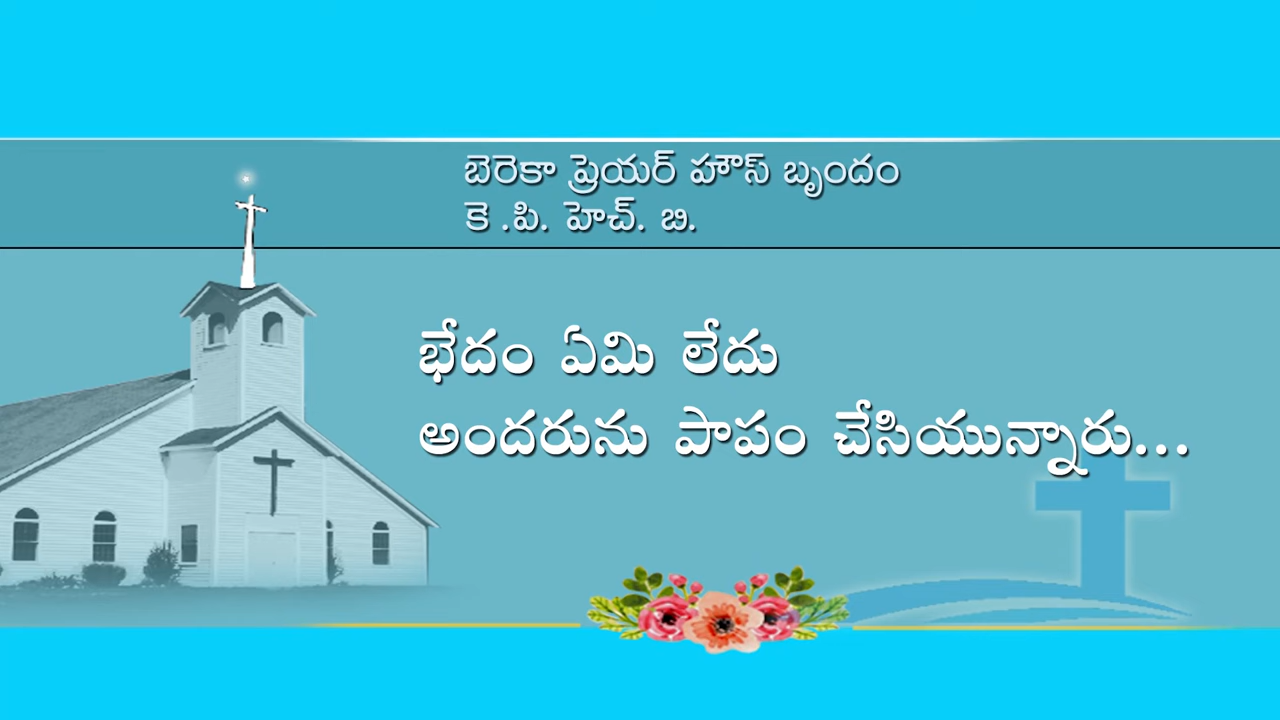 బెరెకా ప్రెయర్ హౌస్ బృందం
కె .పి. హెచ్. బి.
భేదం ఏమి లేదు
అందరును పాపం చేసియున్నారు...